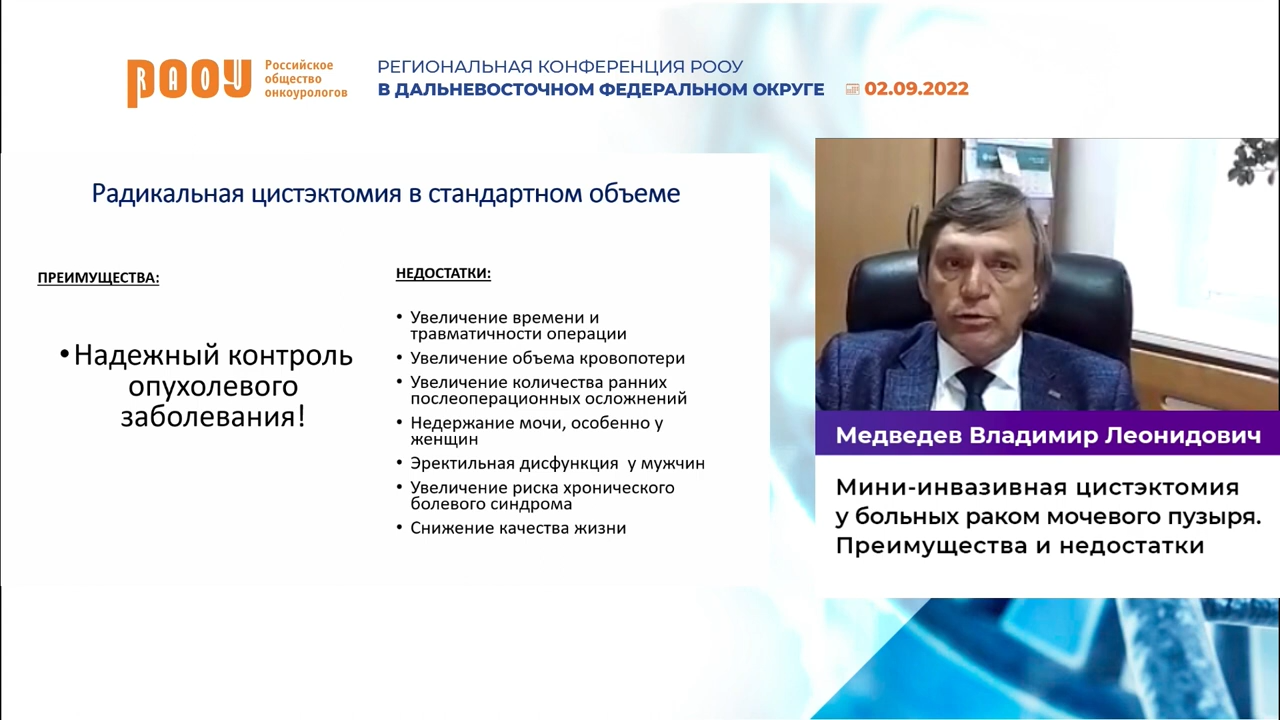 РООУ
RAOU
Российское
общество
онкоурологов
РЕГИОНАЛЬНАЯ КОНФЕРЕНЦИЯ РООУ
В ДАЛЬНЕВОСТОЧНОМ ФЕДЕРАЛЬНОМ ОКРУГЕ
02.09.2022
Радикальная цистэктомия в стандартном объеме
ПРЕИМУЩЕСТВА:
•Надежный контроль
опухолевого
заболевания!
НЕДОСТАТКИ:
• Увеличение времени и
травматичности операции
• Увеличение объема кровопотери
• Увеличение количества ранних
послеоперационных осложнений
• Недержание мочи, особенно у
женщин
• Эректильная дисфункция у мужчин
• Увеличение риска хронического
болевого синдрома
• Снижение качества жизни
Медведев Владимир Леонидович
Мини-инвазивная цистэктомия
у больных раком мочевого пузыря.
Преимущества и недостатки